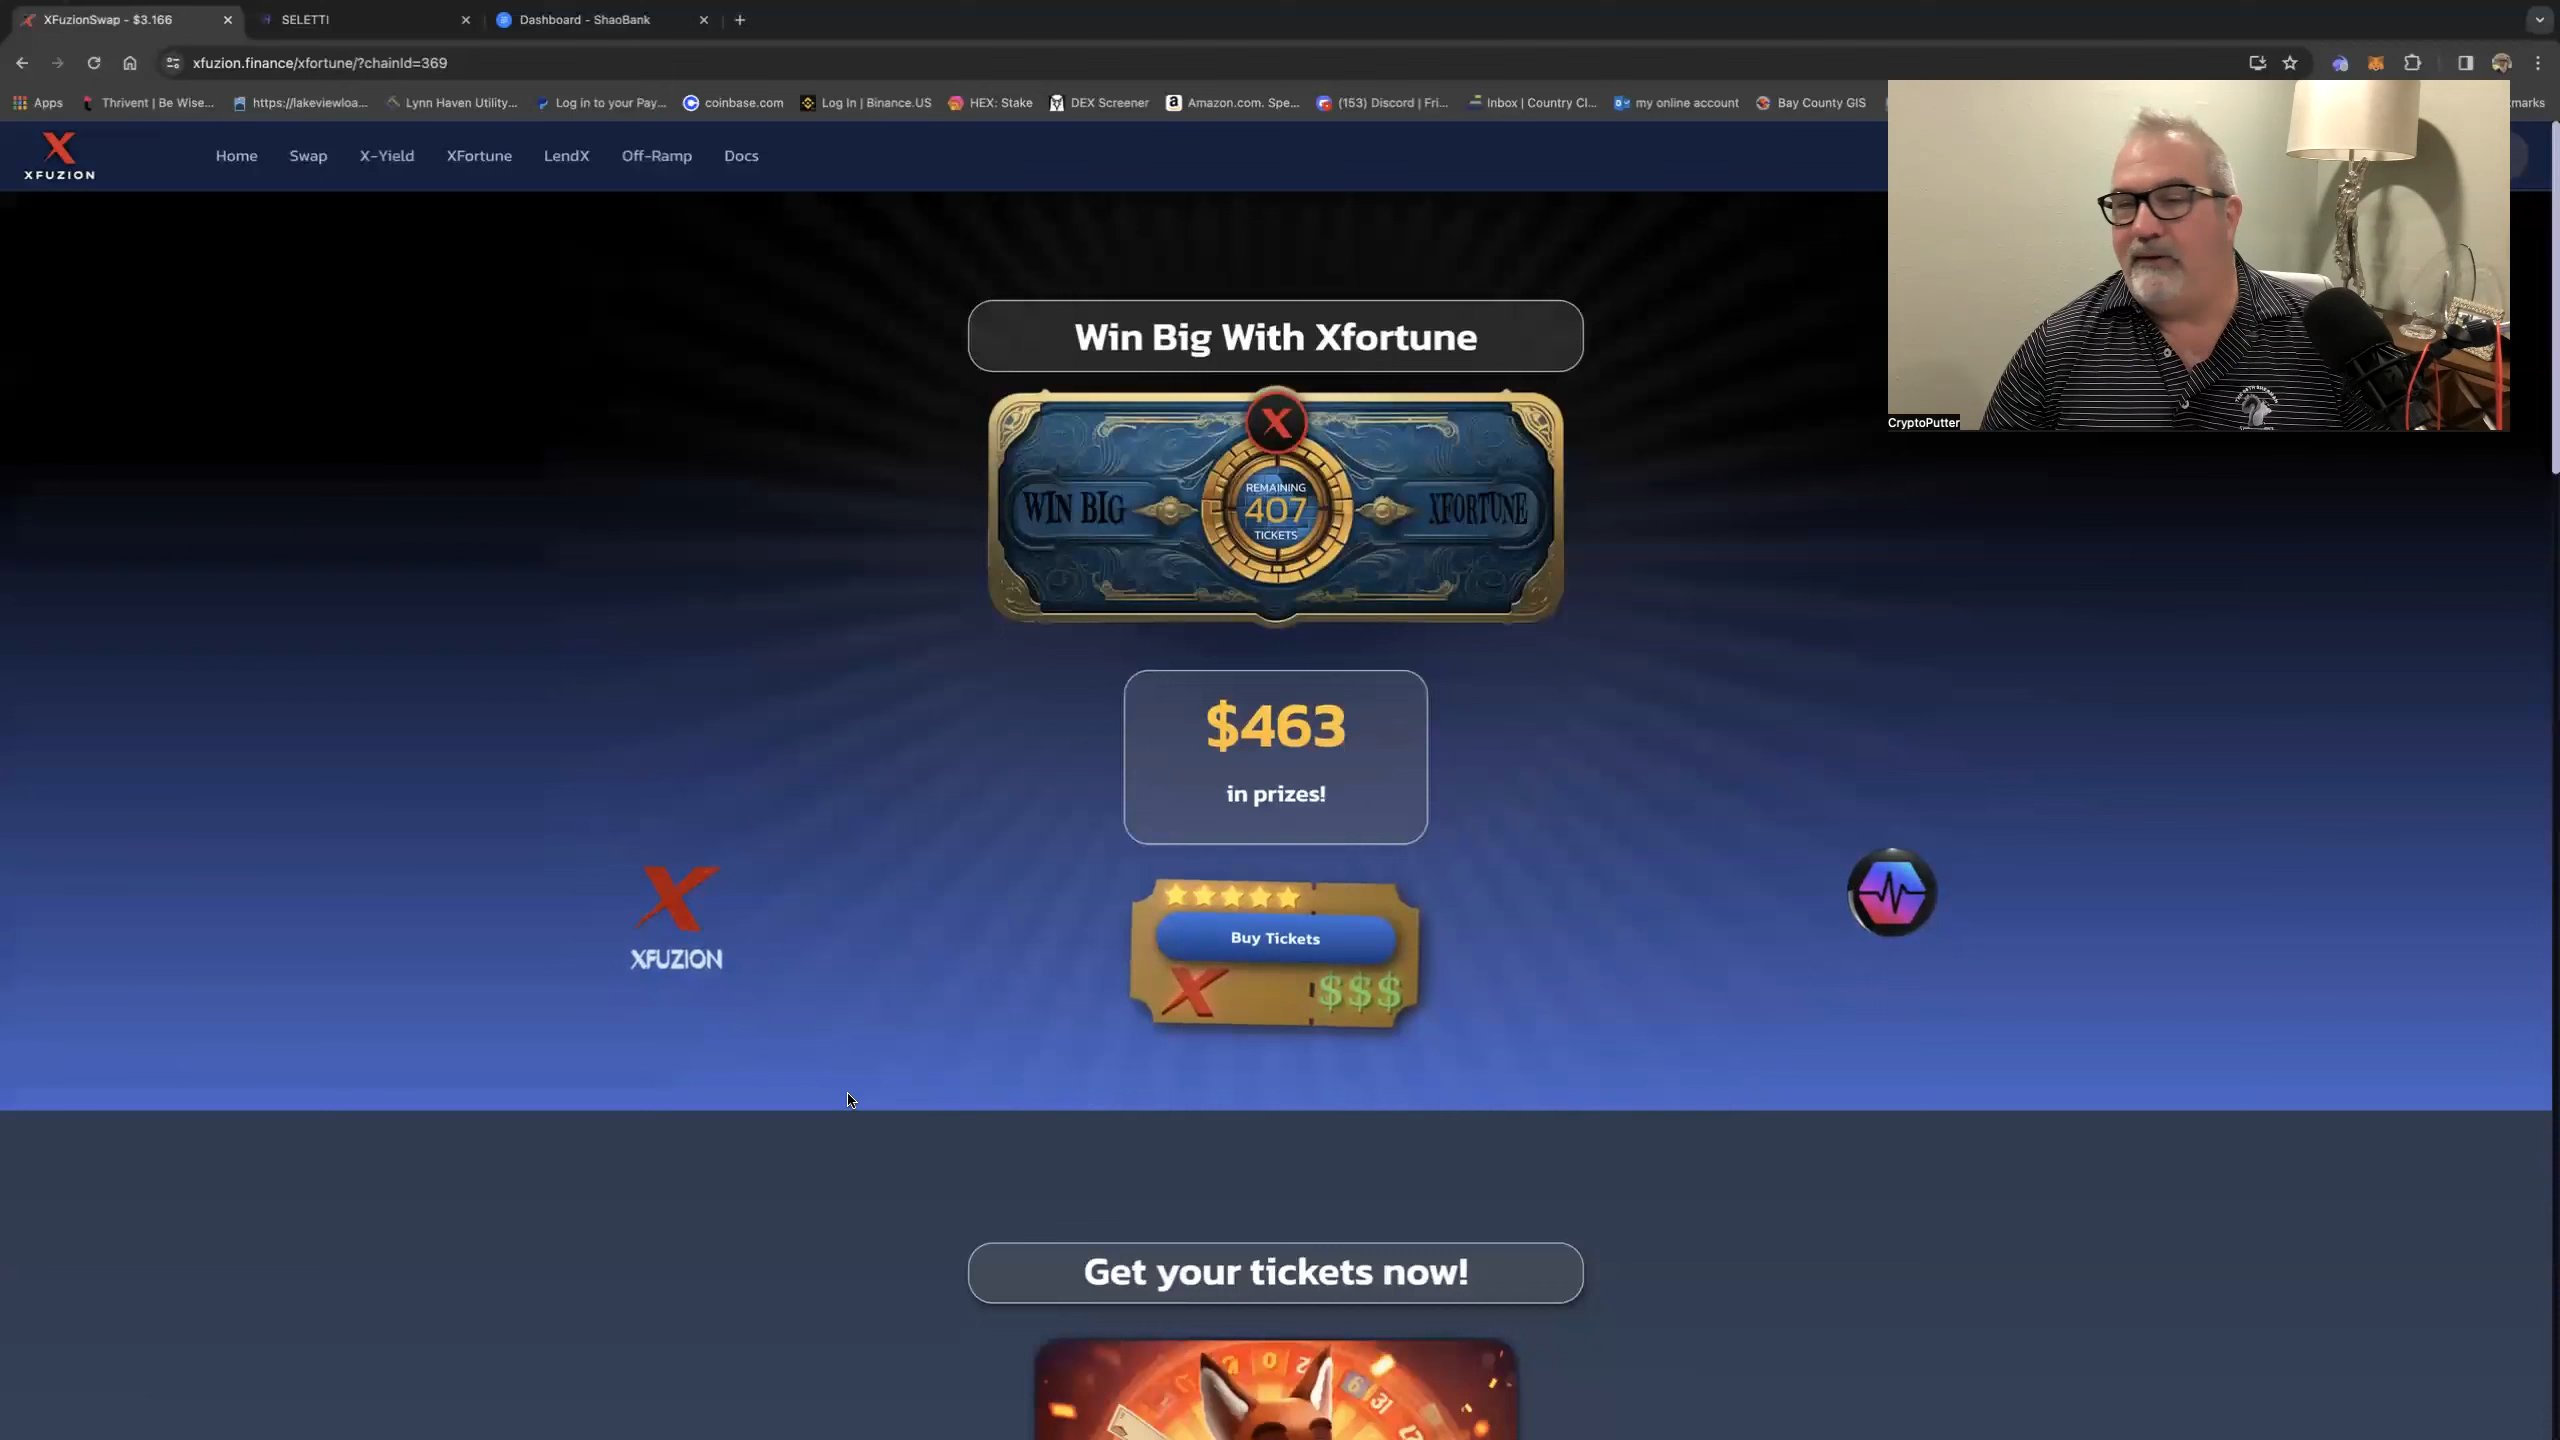 XFuzionSwap - $3.166
SELETTI
Dashboard - ShaoBank
xfuzion.finance/xfortune/?chainId=369
Apps
Thrivent | Be Wise...
https://lakeviewloa...
Lynn Haven Utility...
Log in to your Pay...
coinbase.com
Log In | Binance.US
HEX: Stake
DEX Screener
Amazon.com. Spe...
(153) Discord | Fri...
Inbox | Country Cl...
my online account
Bay County GIS
XFUZION
Home
Swap
X-Yield
XFortune
LendX
Off-Ramp
Docs
CryptoPutter
Win Big With Xfortune
WIN BIG
REMAINING
407
TICKETS
XFORTUNE
$463
in prizes!
XFUZION
Buy Tickets
X
$$$
Get your tickets now!